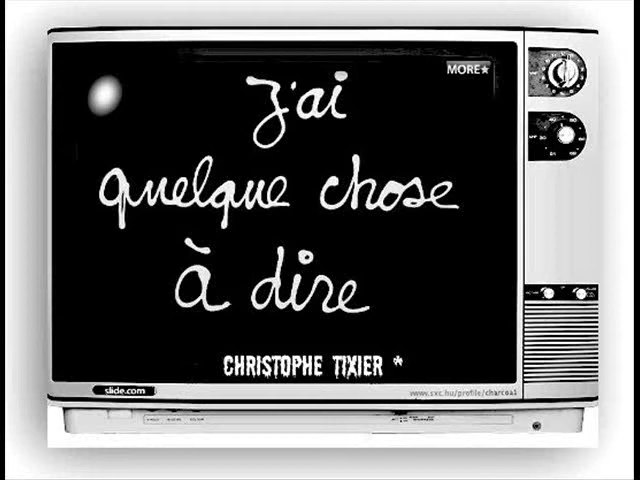 MORE★
J'ai
quelque chose
à dire
CHRISTOPHE TIXIER *
slide.com
www.sxc.hu/profile/charcoal